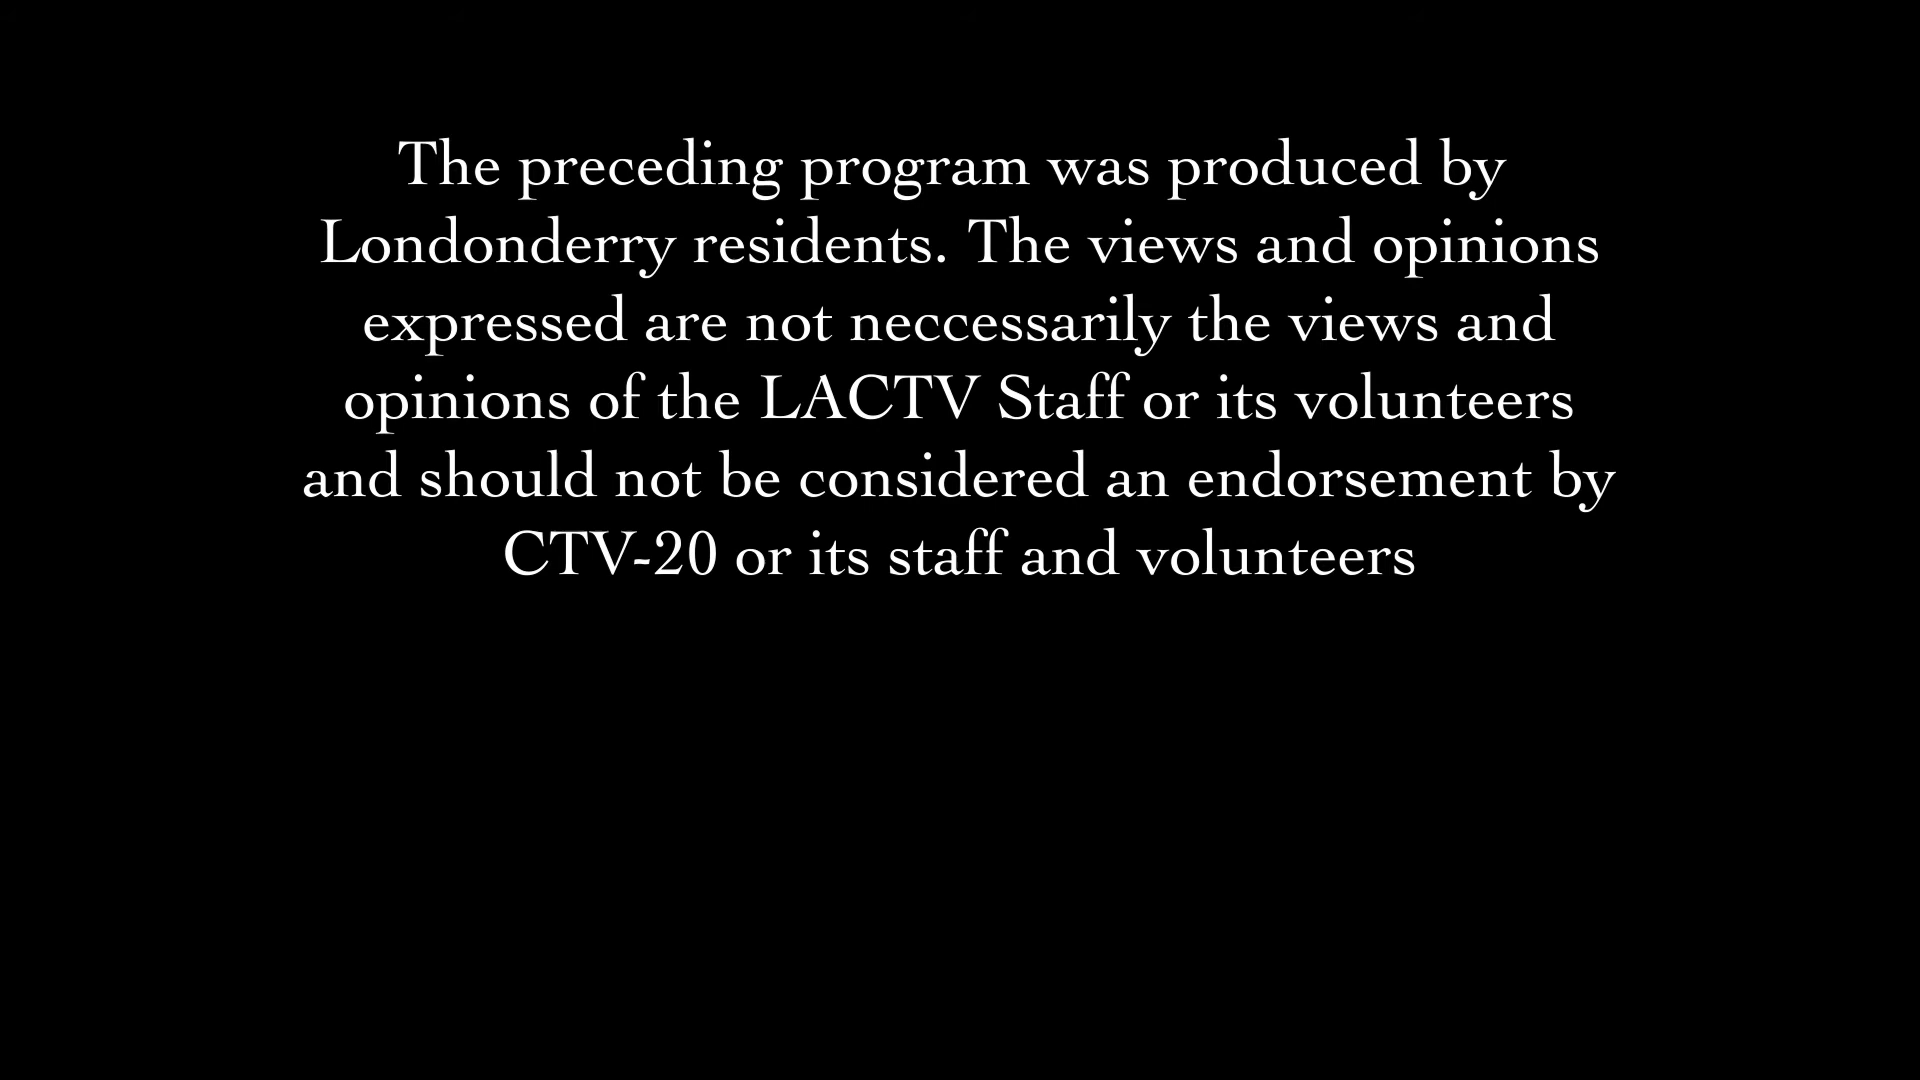 The preceding program was produced by
Londonderry residents. The views and opinions
expressed are not neccessarily the views and
opinions of the LACTV Staff or its volunteers
and should not be considered an endorsement by
CTV-20 or its staff and volunteers